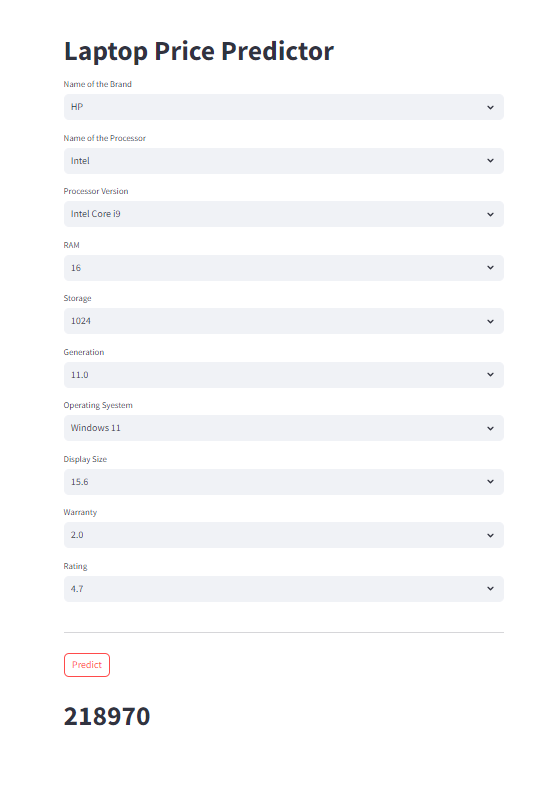 Laptop Price Predictor
Name of the Brand
HP
Name of the Processor
Intel
Processor Version
Intel Core i9
RAM
16
Storage
1024
Generation
11.0
Operating Syestem
Windows 11
Display Size
15.6
Warranty
2.0
Rating
4.7
Predict
218970